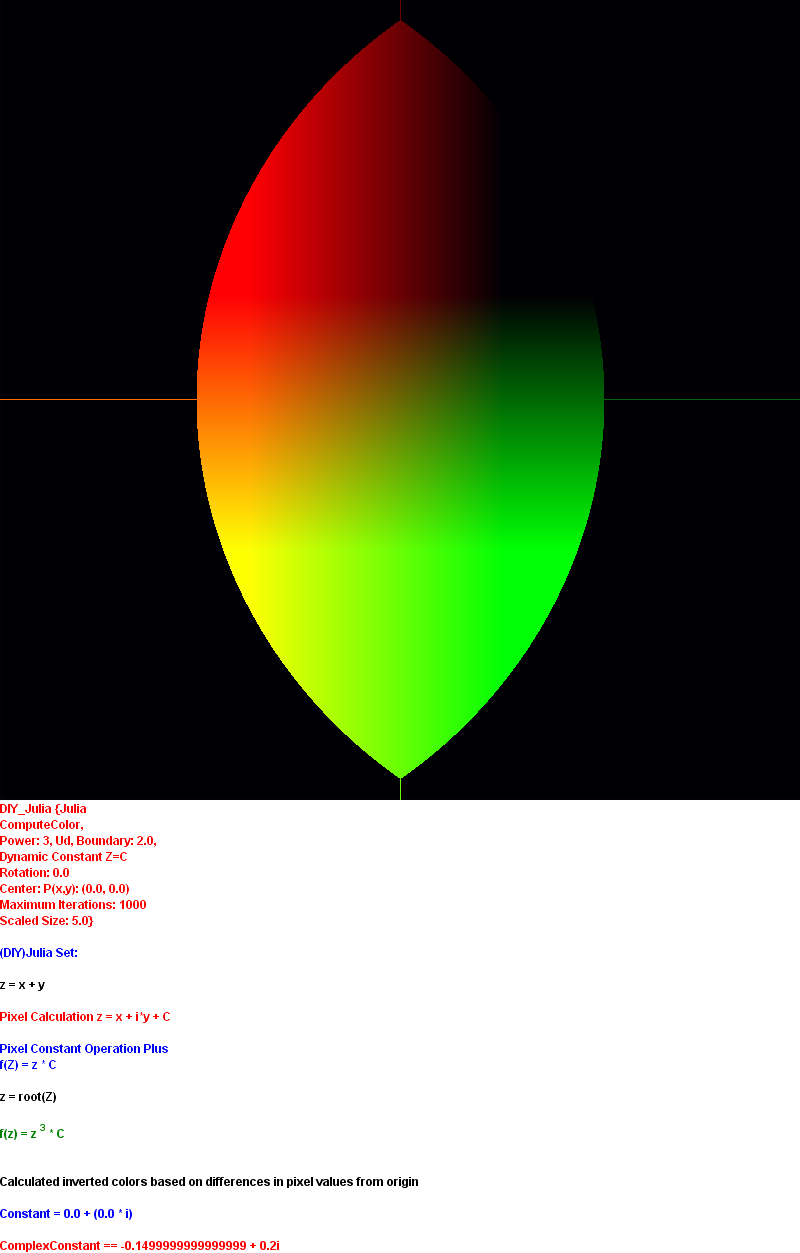 DIY_Julia {Julia
ComputeColor,
Power: 3, Ud, Boundary: 2.0,
Dynamic Constant Z=C
Rotation: 0.0
Center: P(x,y): (0.0, 0.0)
Maximum Iterations: 1000
Scaled Size: 5.0}
(DIY)Julia Set:
z = x + y
Pixel Calculation z = x + i*y + C
Pixel Constant Operation Plus
f(Z) = z * C
z = root(Z)
f(z) = z ³ * C
Calculated inverted colors based on differences in pixel values from origin
Constant = 0.0 + (0.0 * i)
ComplexConstant == -0.1499999999999999 + 0.2i